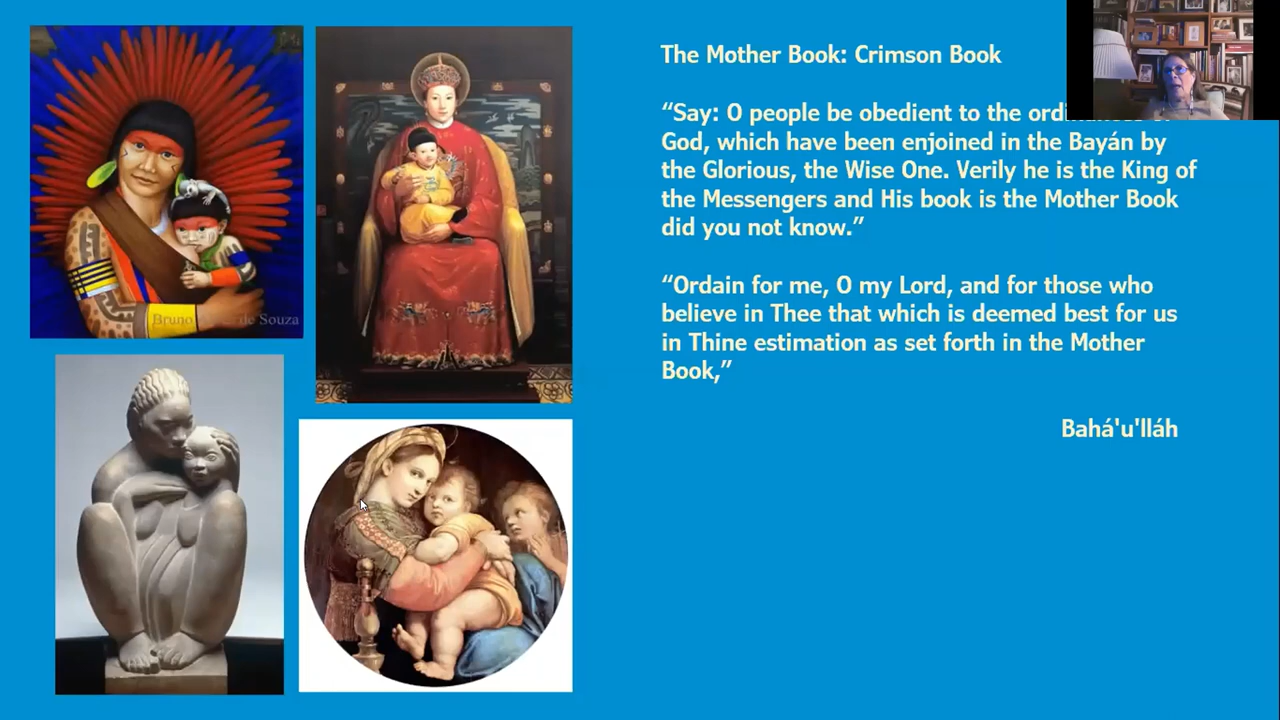 The Mother Book: Crimson Book
“Say: O people be obedient to the
God, which have been enjoined in the Bayán by
the Glorious, the Wise One. Verily he is the King of
the Messengers and His book is the Mother Book
did you not know.”
“Ordain for me, O my Lord, and for those who
believe in Thee that which is deemed best for us
in Thine estimation as set forth in the Mother
Book,”
Bahá'u'lláh
Bruno de Souza